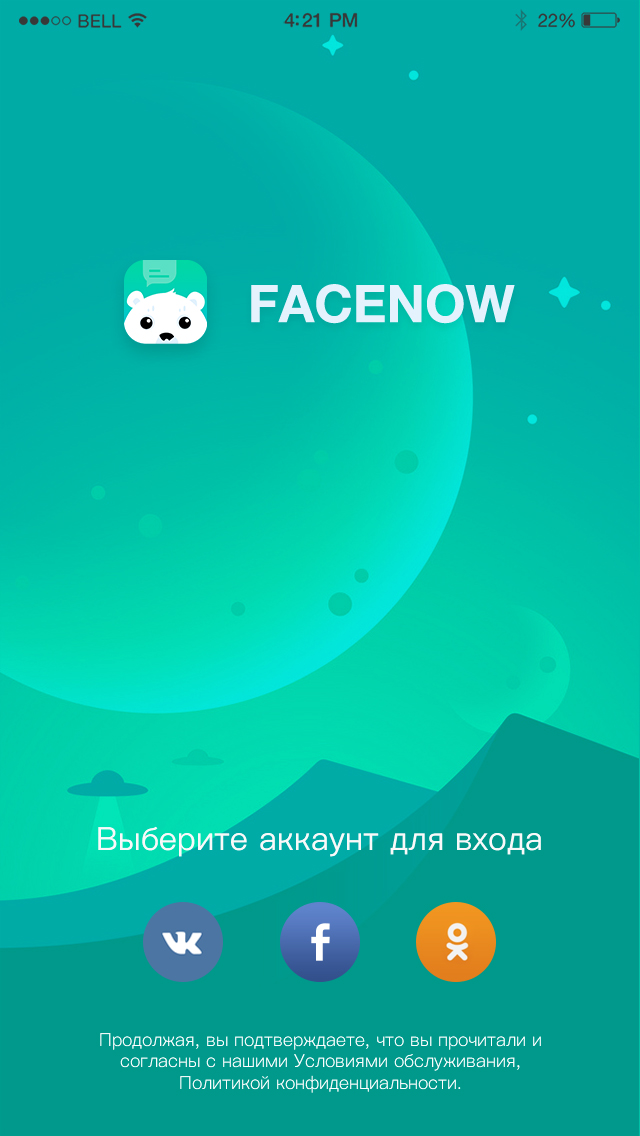 BELL 4:21 PM 22%
FACENOW
Выберите аккаунт для входа
Продолжая, вы подтверждаете, что вы прочитали и
согласны с нашими Условиями обслуживания,
Политикой конфиденциальности.